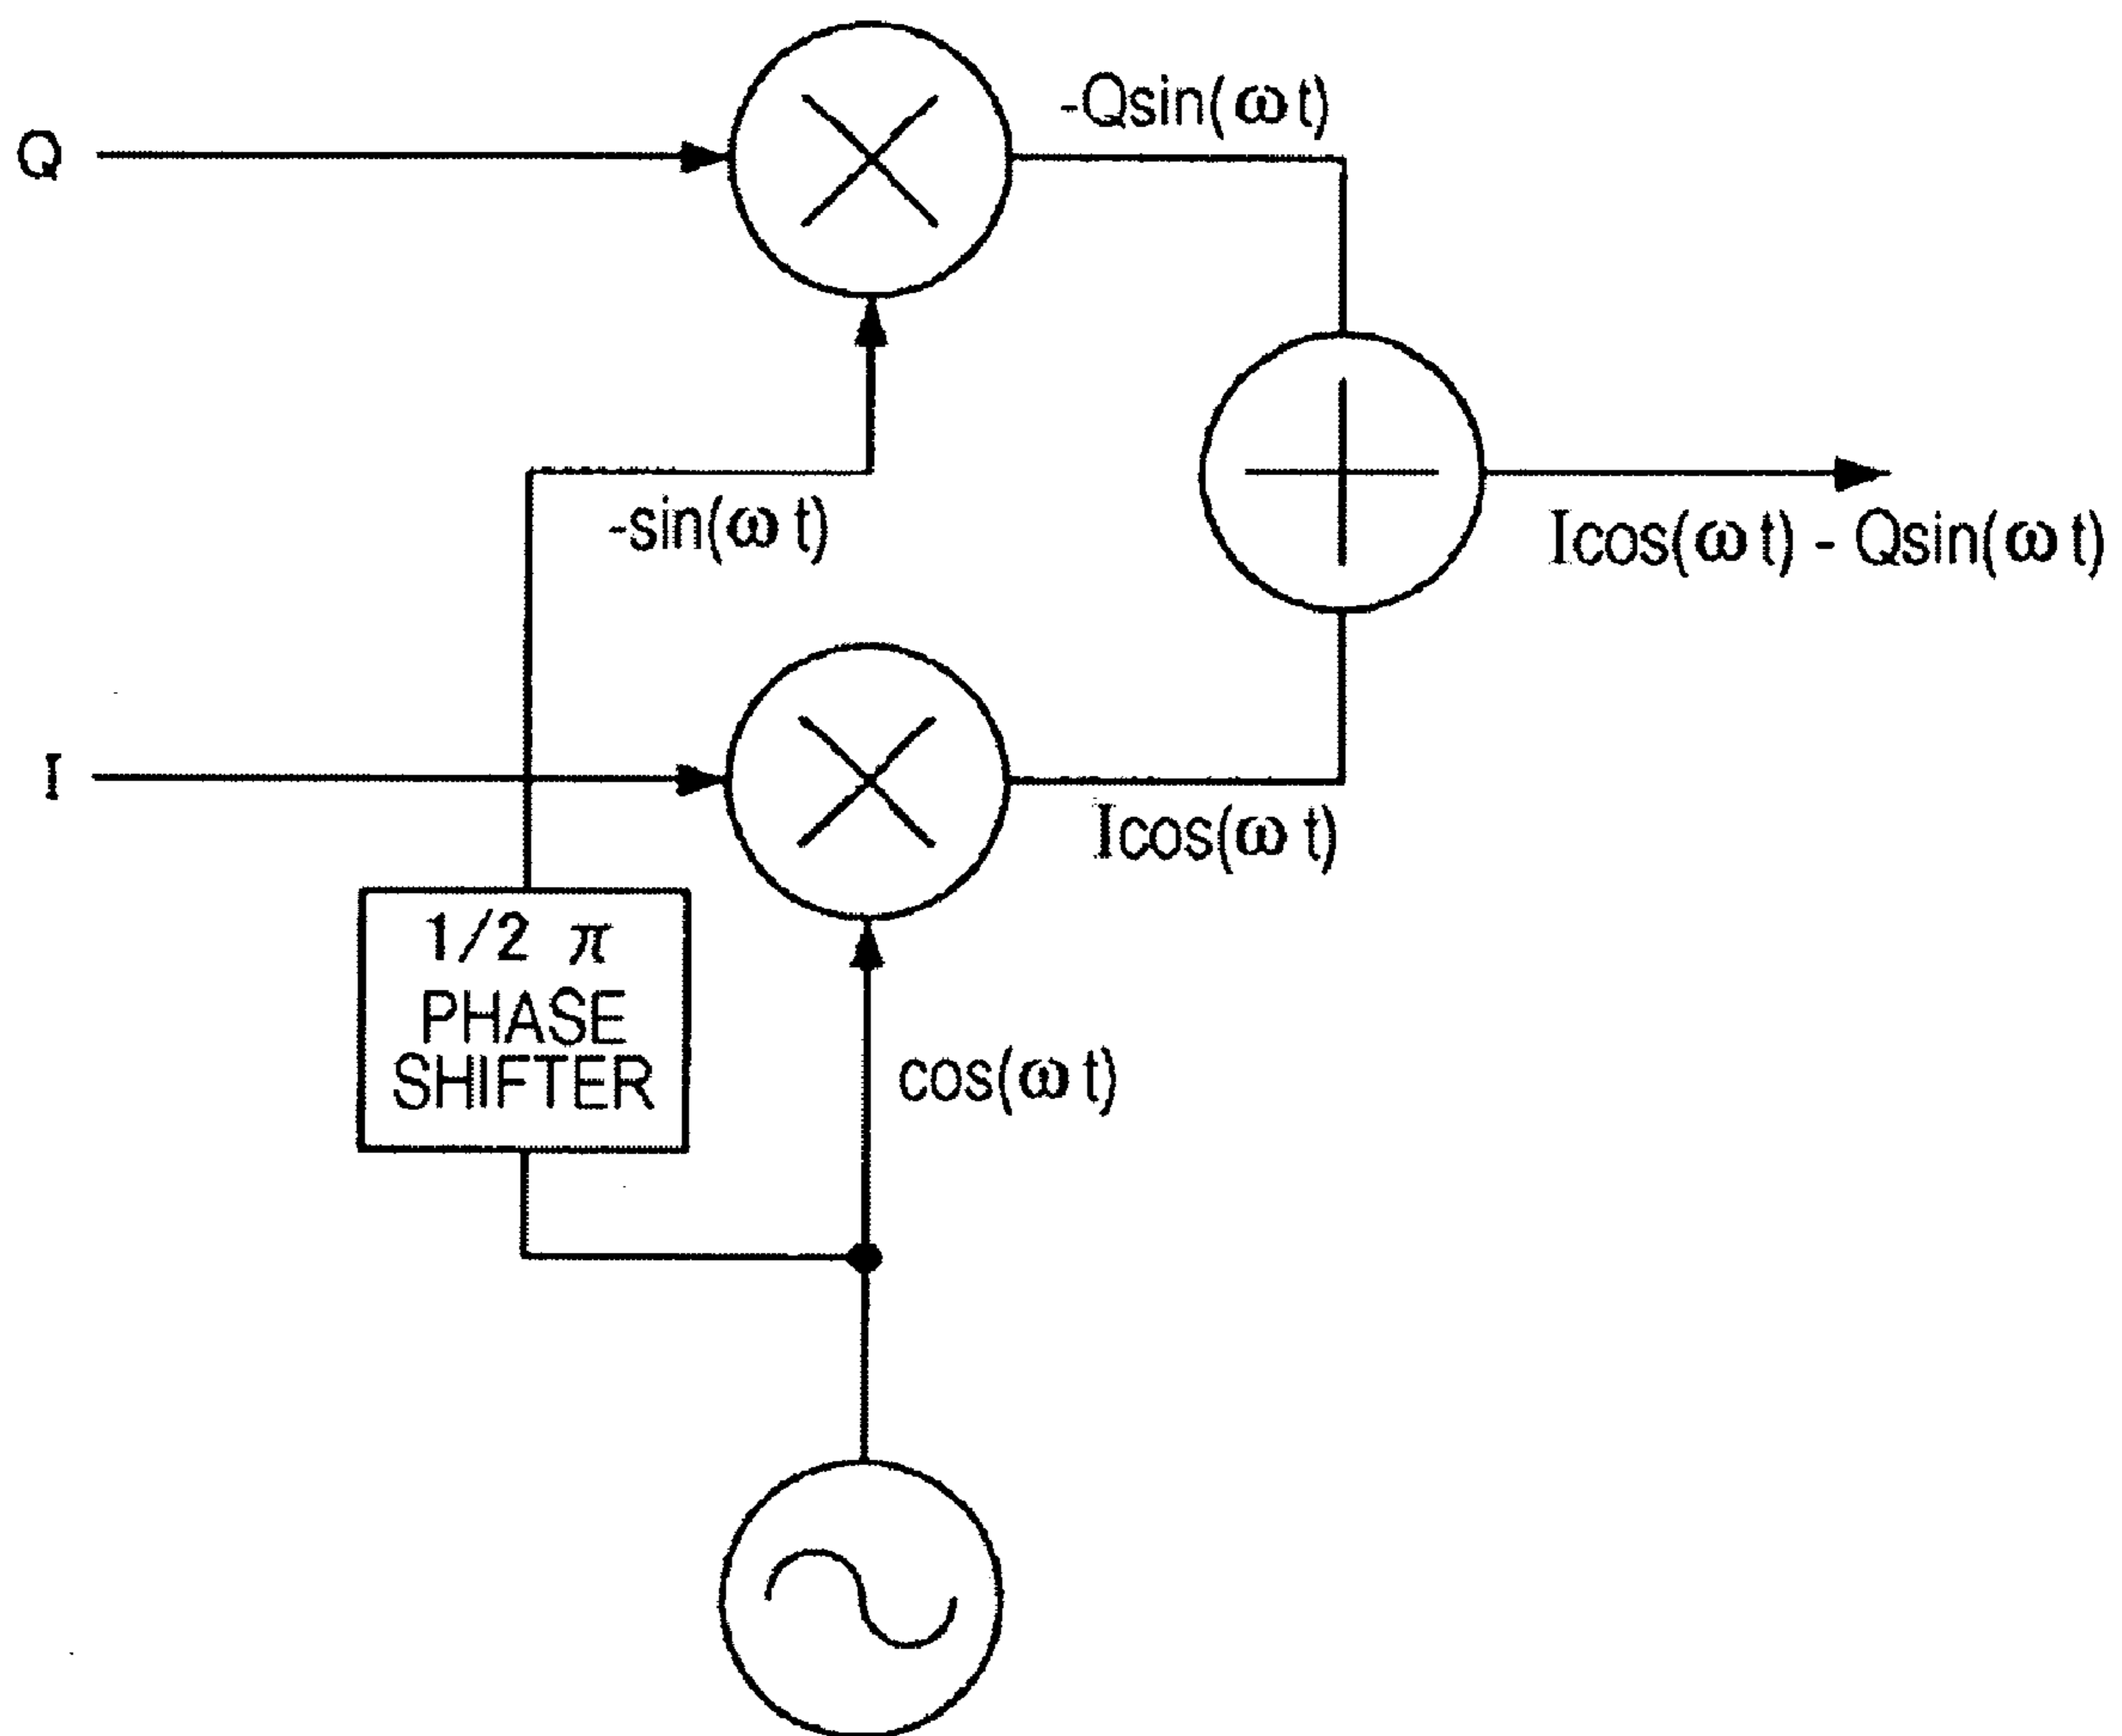 -Qsin(ω t)
Q
-sin(ω t)
Icos(ω t) - Qsin(ω t)
I
Icos(ω t)
1/2 π
PHASE
SHIFTER
cos(ω t)